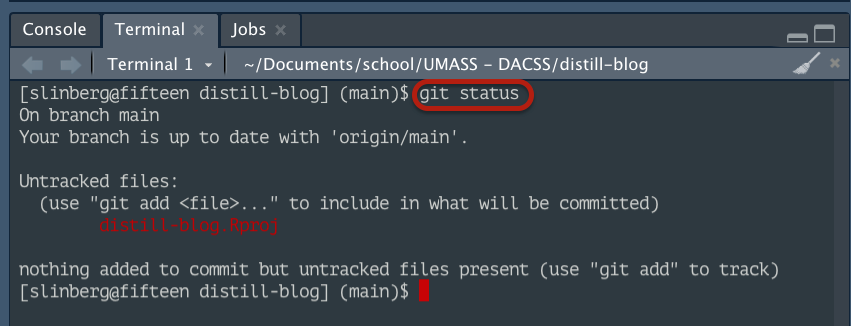 Console Terminal Jobs
Terminal 1 ~/Documents/school/UMASS – DACSS/distill-blog
[slinberg@fifteen distill-blog] (main)$ git status
On branch main
Your branch is up to date with 'origin/main'.
Untracked files:
(use "git add <file>..." to include in what will be committed)
distill-blog.Rproj
nothing added to commit but untracked files present (use "git add" to track)
[slinberg@fifteen distill-blog] (main)$